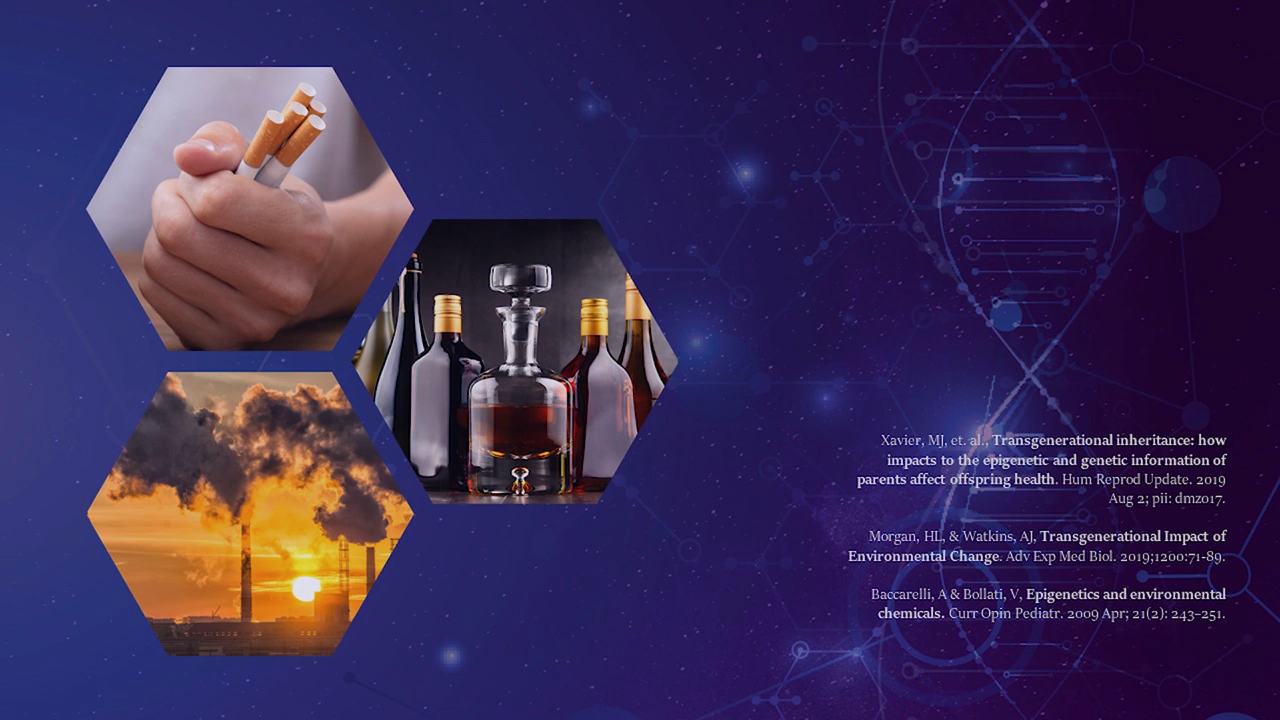 Xavier, MJ, et. al., Transgenerational inheritance: how
impacts to the epigenetic and genetic information of
parents affect offspring health. Hum Reprod Update. 2019
Aug 2; pii: dmz017.
Morgan, HL, & Watkins, AJ, Transgenerational Impact of
Environmental Change. Adv Exp Med Biol. 2019;1200:71-89.
Baccarelli, A & Bollati, V, Epigenetics and environmental
chemicals. Curr Opin Pediatr. 2009 Apr; 21(2): 243–251.